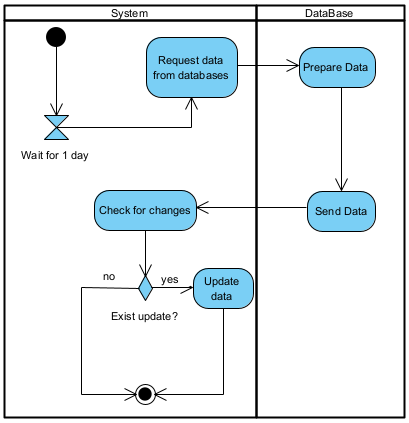 System
DataBase
Request data
from databases
Prepare Data
Wait for 1 day
Check for changes
Send Data
no
yes
Update
data
Exist update?